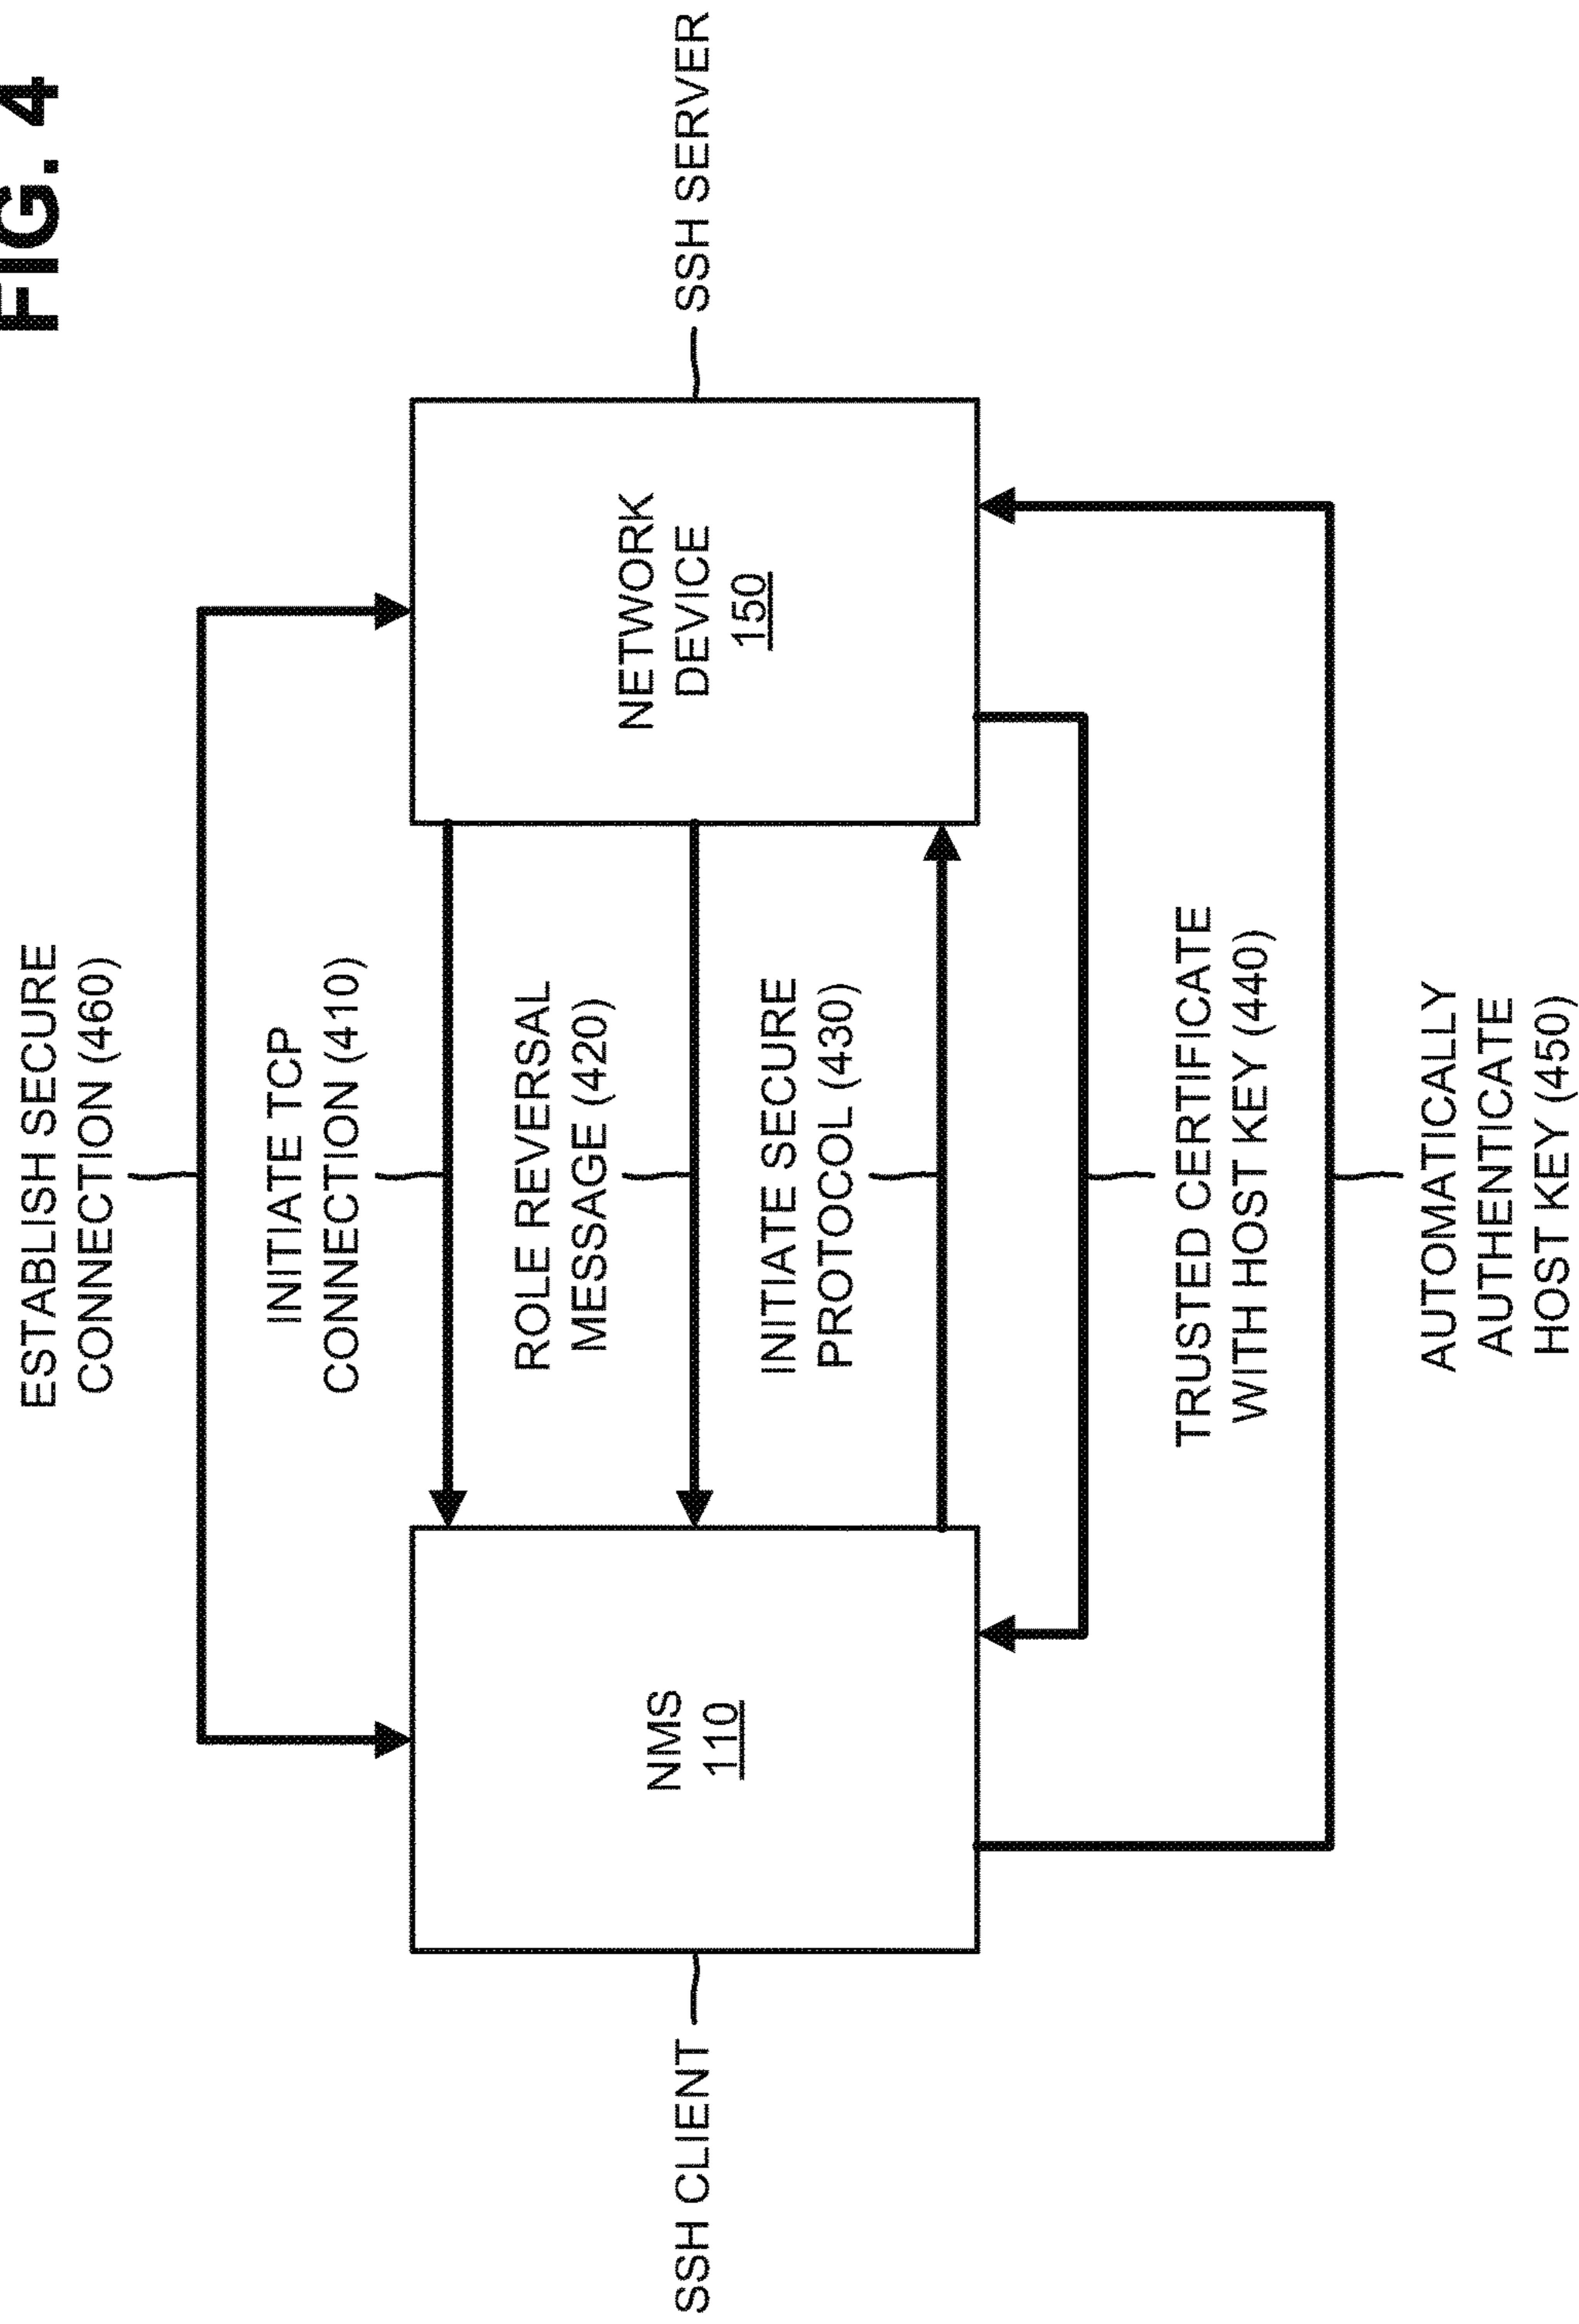 FIG. 4
ESTABLISH SECURE
CONNECTION (460)
INITIATE TCP
CONNECTION (410)
ROLE REVERSAL
MESSAGE (420)
INITIATE SECURE
PROTOCOL (430)
SSH CLIENT
NMS
110
NETWORK
DEVICE
150
SSH SERVER
TRUSTED CERTIFICATE
WITH HOST KEY (440)
AUTOMATICALLY
AUTHENTICATE
HOST KEY (450)